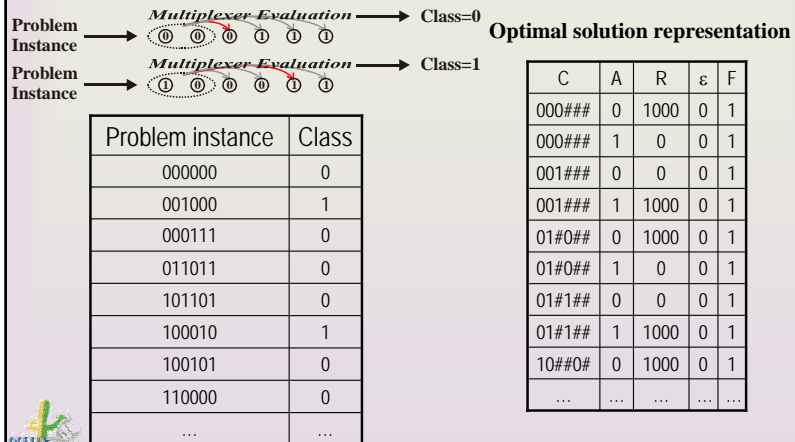 Problem Instance
Multiplexer Evaluation
Class=0
0 0 0 1 1 1
Problem Instance
Multiplexer Evaluation
Class=1
1 0 0 0 1 1
Optimal solution representation
Problem instance Class
000000 0
001000 1
000111 0
011011 0
101101 0
100010 1
100101 0
110000 0
... ...
C A R ε F
000### 0 1000 0 1
000### 1 0 0 1
001### 0 0 0 1
001### 1 1000 0 1
01#0## 0 1000 0 1
01#0## 1 0 0 1
01#1## 0 0 0 1
01#1## 1 1000 0 1
10##0# 0 1000 0 1
... ... ... ... ...